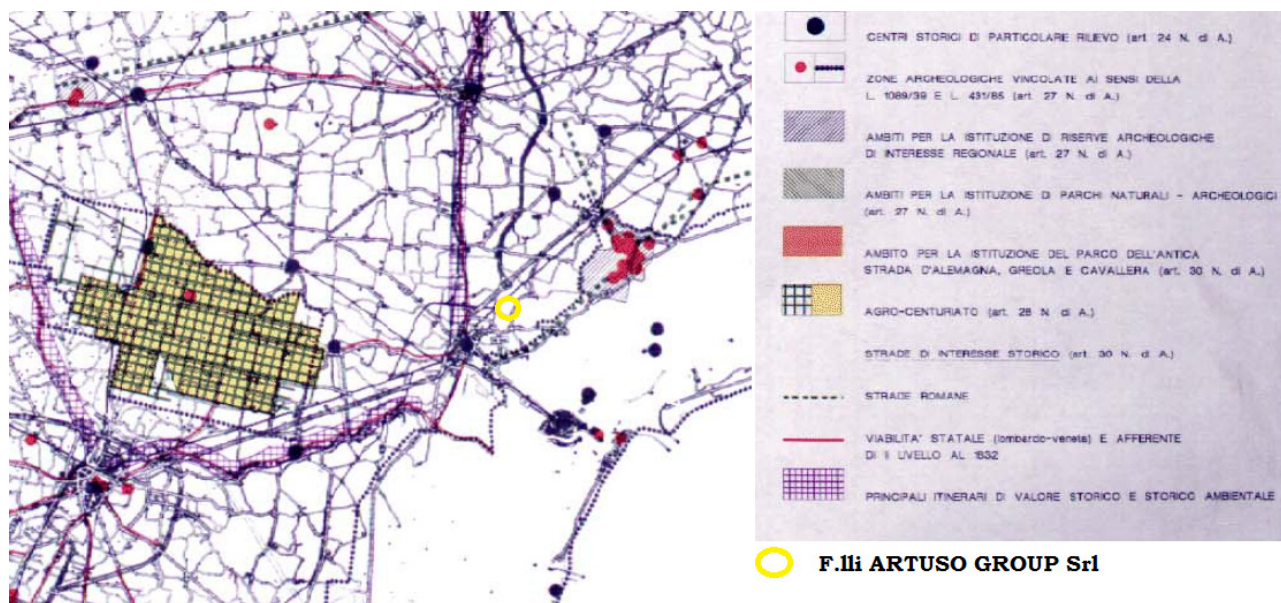 CENTRI STORICI DI PARTICOLARE RILIEVO (art. 24 N. di A.)
ZONE ARCHEOLOGICHE VINCOLATE AI SENSI DELLA
L. 1089/39 E L. 431/85 (art. 27 N. di A.)
AMBITI PER LA ISTITUZIONE DI RISERVE ARCHEOLOGICHE
DI INTERESSE REGIONALE (art. 27 N. di A.)
AMBITI PER LA ISTITUZIONE DI PARCHI NATURALI - ARCHEOLOGICI
(art. 27 N. di A.)
AMBITO PER LA ISTITUZIONE DEL PARCO DELL'ANTICA
STRADA D'ALEMAGNA, GREOLA E CAVALLERA (art. 30 N. di A.)
AGRO-CENTURIATO (art. 28 N. di A.)
STRADE DI INTERESSE STORICO (art. 30 N. di A.)
STRADE ROMANE
VIABILITA' STATALE (lombardo-veneta) E AFFERENTE
DI II LIVELLO AL 1832
PRINCIPALI ITINERARI DI VALORE STORICO E STORICO AMBIENTALE
F.lli ARTUSO GROUP Srl